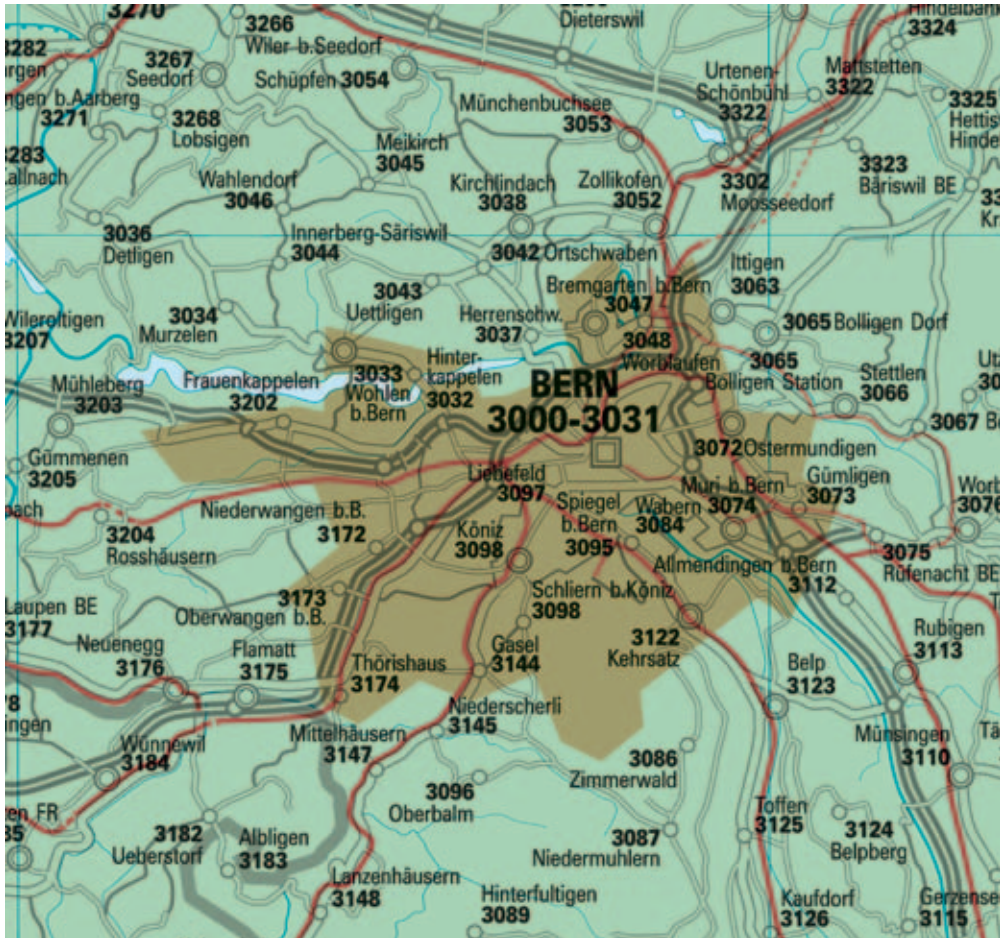 3270
3266
Wiler b.Seedorf
Dieterswil
3324
3282
3267
Seedorf
Schüpfen 3054
Urtenen-
Schönbühl
3322
Mattstetten
3322
b.Aarberg
3271
3268
Lobsigen
Münchenbuchsee
3053
3325
3283
Meikirch
3045
3323
Bäriswil BE
Wahlendorf
3046
Kirchlindach
3038
Zollikofen
3052
3302
Moosseedorf
3036
Detligen
Innerberg-Säriswil
3044
3042 Ortschwaben
Ittigen
3063
3043
Uettligen
Bremgarten b.Bern
3047
3034
Murzelen
Herrenschw.
3037
3048
Worblaufen
3065 Bolligen Dorf
Wileroltigen
3207
3033
Wohlen
b.Bern
Hinter-
kappelen
3032
3065
Bolligen Station
Mühleberg
3203
Frauenkappelen
3202
BERN
3000-3031
Stettlen
3066
3067
Gümmenen
3205
Liebefeld
3097
3072 Ostermundigen
Muri b.Bern
3074
Gümligen
3073
Niederwangen b.B.
3172
Spiegel
b.Bern
3095
Wabern
3084
Worb
3076
3204
Rosshäusern
Köniz
3098
Allmendingen b.Bern
3112
3075
Rüfenacht BE
3173
Oberwangen b.B.
Schliern b.Köniz
3098
Laupen BE
3177
Neuenegg
3176
Flamatt
3175
Thörishaus
3174
Gasel
3144
3122
Kehrsatz
Belp
3123
Rubigen
3113
Niederscherli
3145
Wünnewil
3184
Mittelhäusern
3147
3086
Zimmerwald
Münsingen
3110
3096
Oberbalm
FR
3182
Ueberstorf
Albligen
3183
3087
Niedermuhlern
Toffen
3125
3124
Belpberg
Lanzenhäusern
3148
Hinterfultigen
3089
Kaufdorf
3126
3115